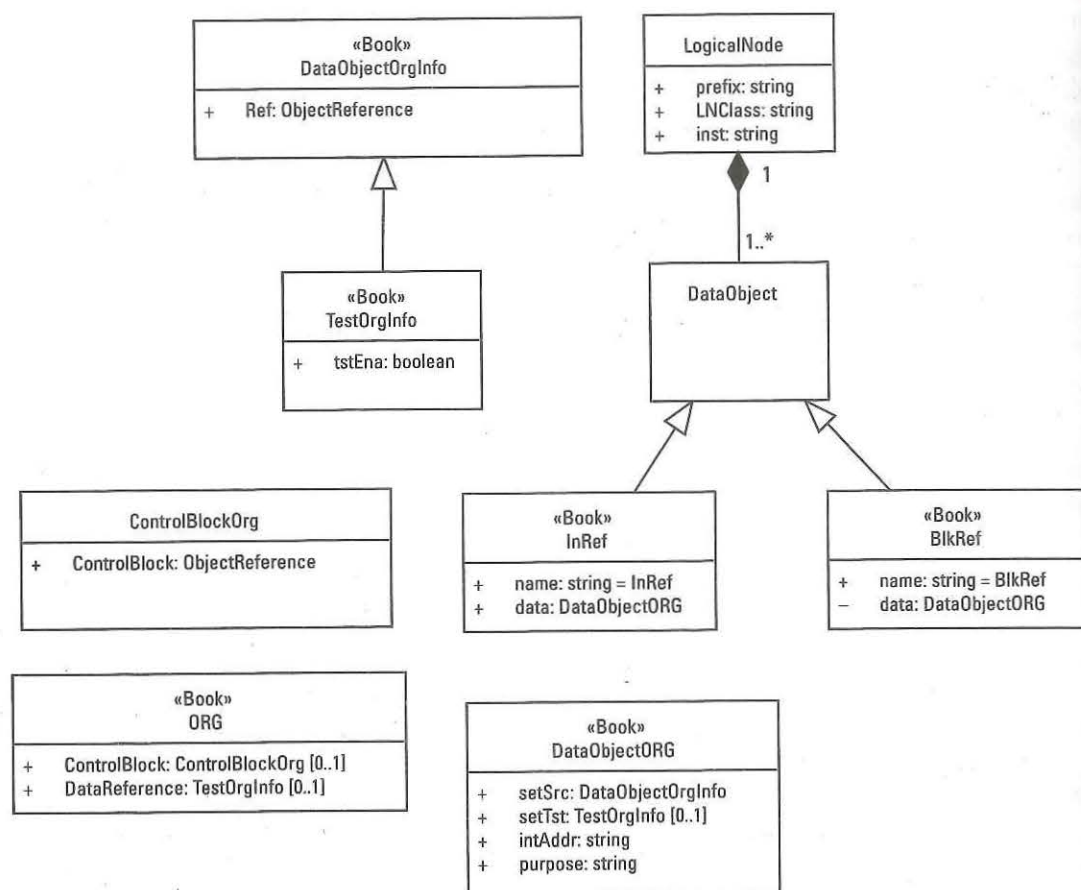 «Book»
DataObjectOrgInfo
+ Ref: ObjectReference
LogicalNode
+ prefix: string
+ LNClass: string
+ inst: string
1
1..*
«Book»
TestOrgInfo
+ tstEna: boolean
DataObject
ControlBlockOrg
+ ControlBlock: ObjectReference
«Book»
InRef
+ name: string = InRef
+ data: DataObjectORG
«Book»
BlkRef
+ name: string = BlkRef
− data: DataObjectORG
«Book»
ORG
+ ControlBlock: ControlBlockOrg [0..1]
+ DataReference: TestOrgInfo [0..1]
«Book»
DataObjectORG
+ setSrc: DataObjectOrgInfo
+ setTst: TestOrgInfo [0..1]
+ intAddr: string
+ purpose: string